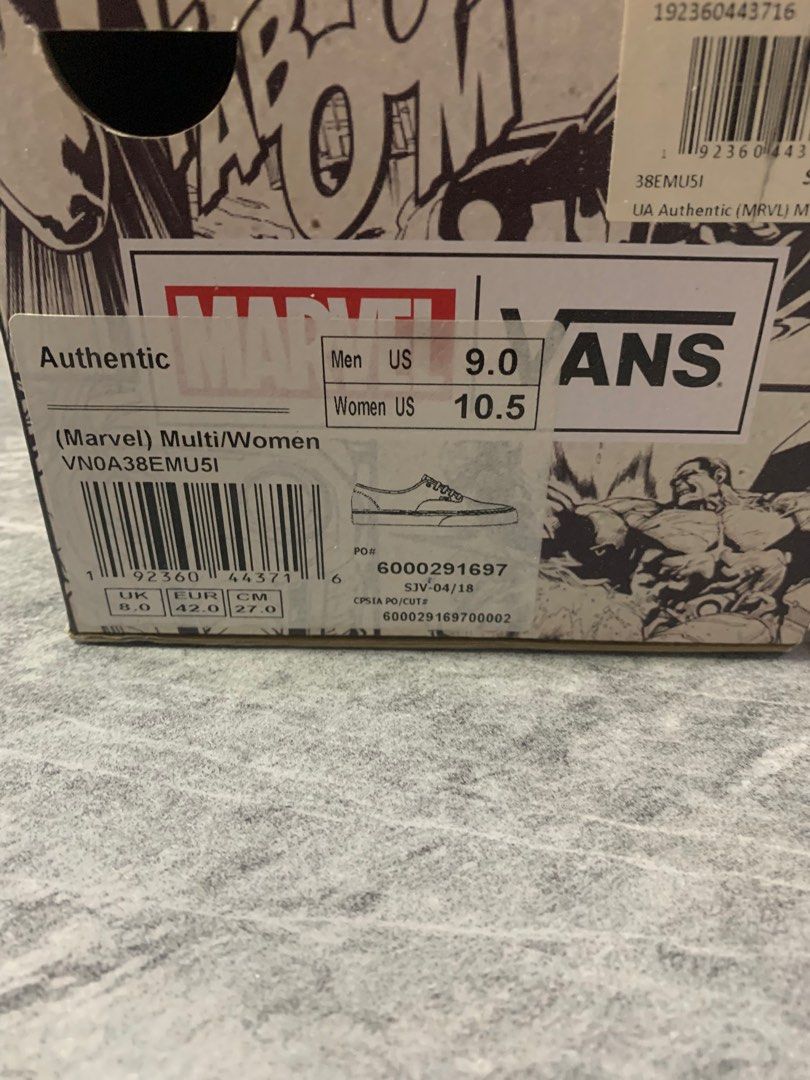 192360443716
1 92360 443
38EMU5I
UA Authentic (MRVL) M
ABOOM
MARVEL
VANS
Authentic
Men US 9.0
Women US 10.5
(Marvel) Multi/Women
VN0A38EMU5I
1 92360 44371 6
UK 8.0
EUR 42.0
CM 27.0
PO#
6000291697
SJV-04/18
CPSIA PO/CUT#
600029169700002